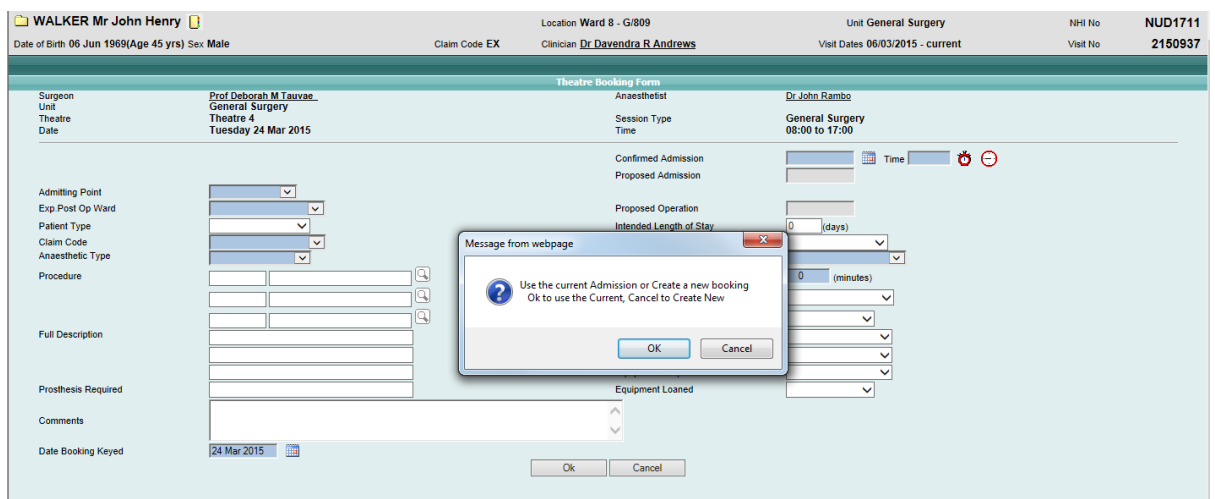 WALKER Mr John Henry Location Ward 8 - G/809 Unit General Surgery NHI No NUD1711
Date of Birth 06 Jun 1969(Age 45 yrs) Sex Male Claim Code EX Clinician Dr Davendra R Andrews Visit Dates 06/03/2015 - current Visit No 2150937
Theatre Booking Form
Surgeon Prof Deborah M Tauvae Anaesthetist Dr John Rambo
Unit General Surgery
Theatre Theatre 4 Session Type General Surgery
Date Tuesday 24 Mar 2015 Time 08:00 to 17:00
Confirmed Admission Time
Proposed Admission
Admitting Point
Exp.Post Op Ward Proposed Operation
Patient Type Intended Length of Stay 0 (days)
Claim Code
Anaesthetic Type
Message from webpage
Use the current Admission or Create a new booking
Ok to use the Current, Cancel to Create New
OK Cancel
Procedure 0 (minutes)
Full Description
Prosthesis Required Equipment Loaned
Comments
Date Booking Keyed 24 Mar 2015
Ok Cancel